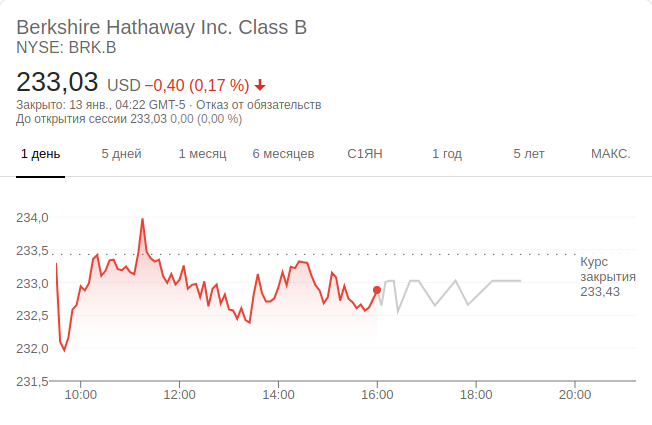 Berkshire Hathaway Inc. Class B
NYSE: BRK.B
233,03 USD −0,40 (0,17 %)
Закрыто: 13 янв., 04:22 GMT-5 · Отказ от обязательств
До открытия сессии 233,03 0,00 (0,00 %)
1 день 5 дней 1 месяц 6 месяцев С1ЯН 1 год 5 лет МАКС.
234,0
233,5
Курс
закрытия
233,43
233,0
232,5
232,0
231,5
10:00 12:00 14:00 16:00 18:00 20:00